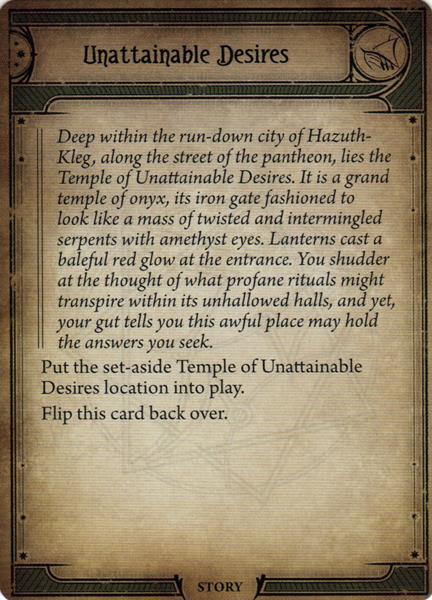 Unattainable Desires
Deep within the run-down city of Hazuth-
Kleg, along the street of the pantheon, lies the
Temple of Unattainable Desires. It is a grand
temple of onyx, its iron gate fashioned to
look like a mass of twisted and intermingled
serpents with amethyst eyes. Lanterns cast a
baleful red glow at the entrance. You shudder
at the thought of what profane rituals might
transpire within its unhallowed halls, and yet,
your gut tells you this awful place may hold
the answers you seek.
Put the set-aside Temple of Unattainable
Desires location into play.
Flip this card back over.
STORY